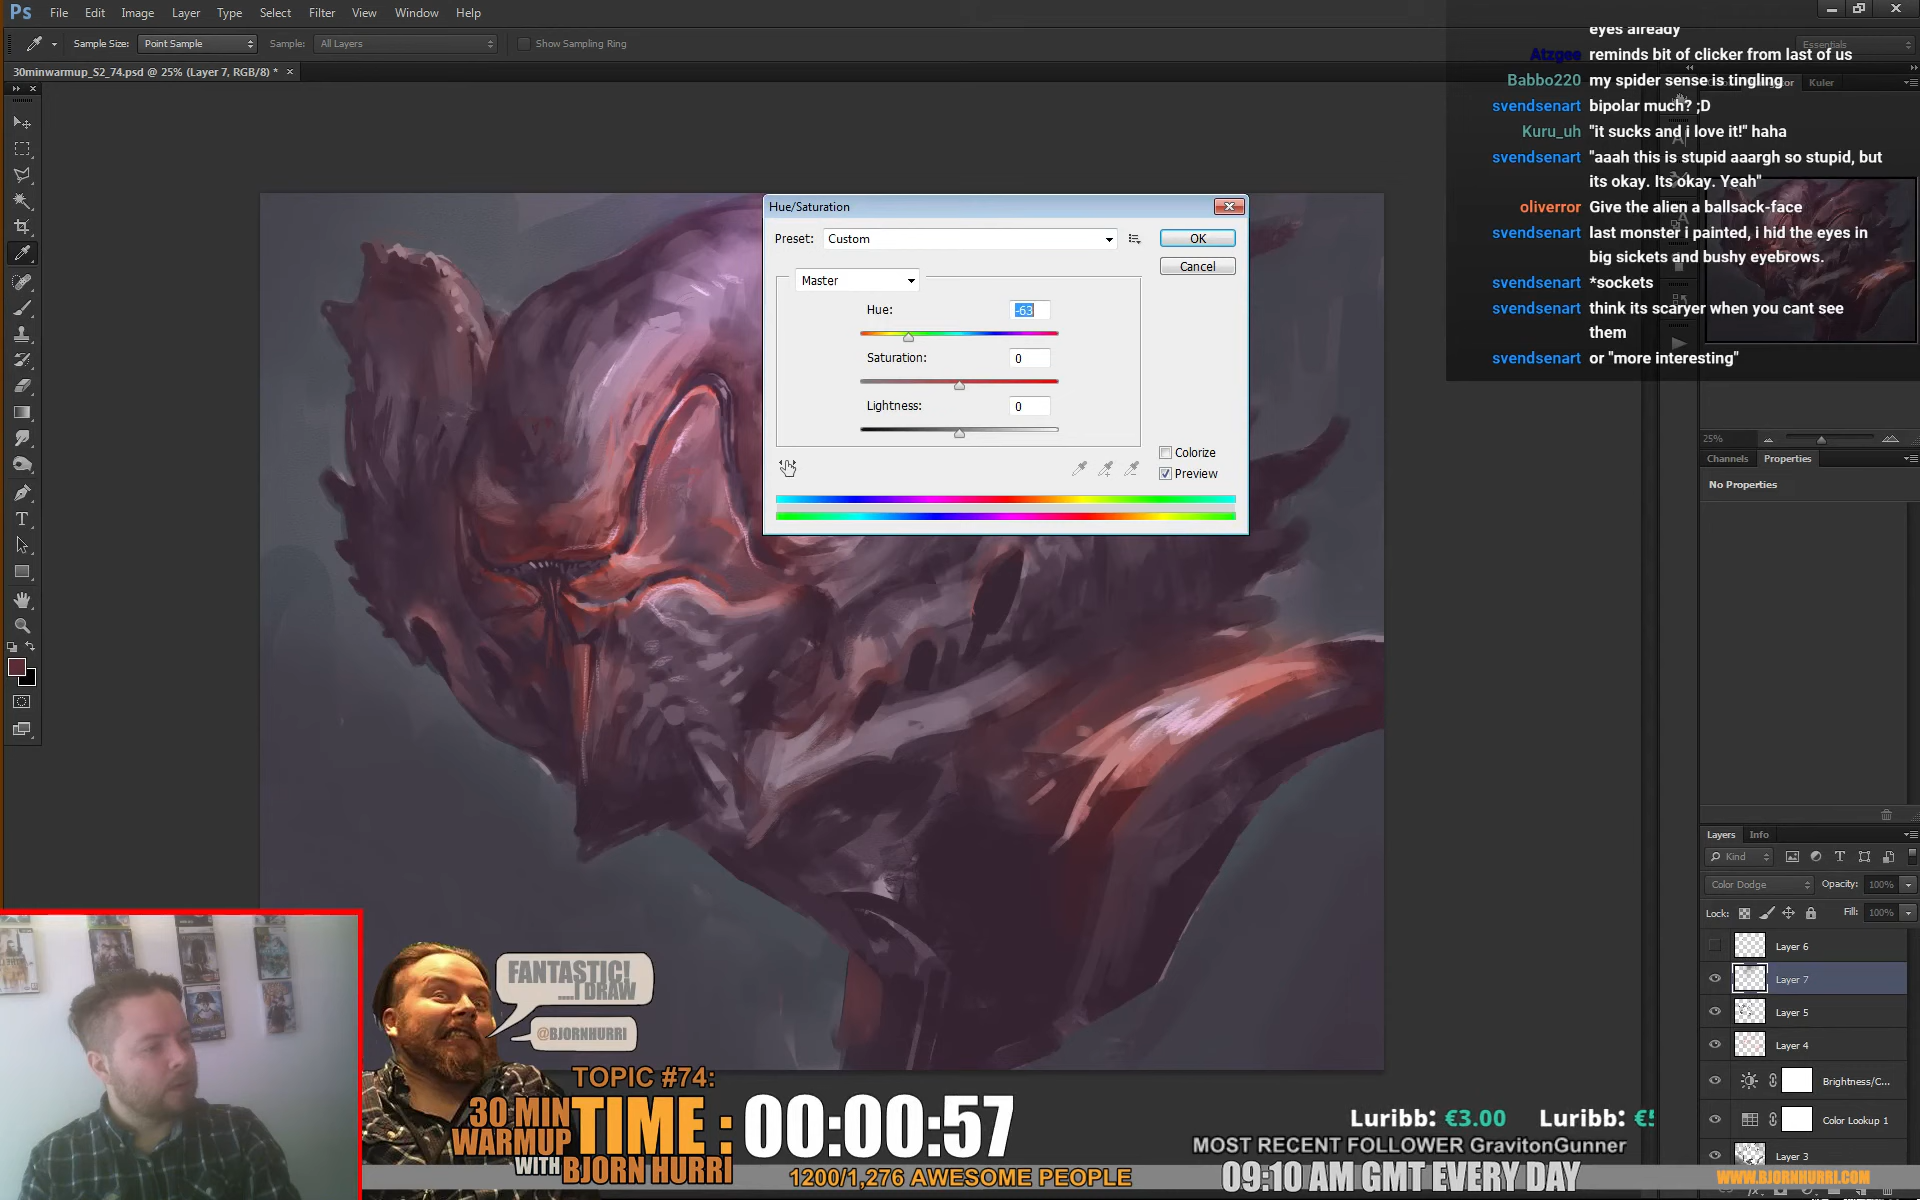 Ps File Edit Image Layer Type Select Filter View Window Help
Sample Size: Point Sample Sample: All Layers Show Sampling Ring
Essentials
30minwarmup_S2_74.psd @ 25% (Layer 7, RGB/8) * ×
Kuler
eyes already
Atzgee reminds bit of clicker from last of us
Babbo220 my spider sense is tingling
svendsenart bipolar much? ;D
Kuru_uh "it sucks and i love it!" haha
svendsenart "aaah this is stupid aaargh so stupid, but
its okay. Its okay. Yeah"
oliverror Give the alien a ballsack-face
svendsenart last monster i painted, i hid the eyes in
big sickets and bushy eyebrows.
svendsenart *sockets
svendsenart think its scaryer when you cant see
them
svendsenart or "more interesting"
Hue/Saturation
Preset: Custom
OK
Cancel
Master
Hue: -63
Saturation: 0
Lightness: 0
Colorize
Preview
25%
Channels Properties
No Properties
Layers Info
Kind
Color Dodge Opacity: 100%
Lock: Fill: 100%
Layer 6
Layer 7
Layer 5
Layer 4
Brightness/C...
Color Lookup 1
Layer 3
FANTASTIC!
....I DRAW
@BJORNHURRI
TOPIC #74:
30 MIN
WARMUP
WITH BJORN HURRI
TIME : 00:00:57
1200/1,276 AWESOME PEOPLE
Luribb: €3.00 Luribb: €5
MOST RECENT FOLLOWER GravitonGunner
09:10 AM GMT EVERY DAY
WWW.BJORNHURRI.COM